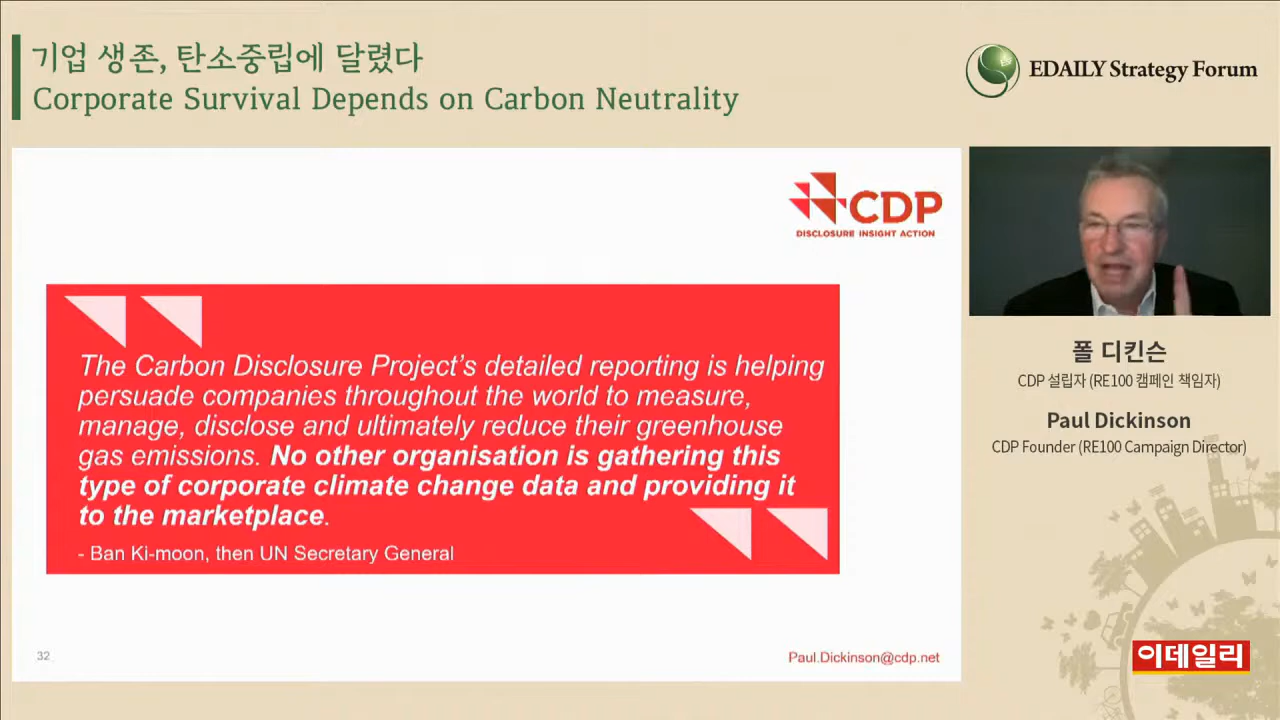 기업 생존, 탄소중립에 달렸다
Corporate Survival Depends on Carbon Neutrality
EDAILY Strategy Forum
CDP
DISCLOSURE INSIGHT ACTION
The Carbon Disclosure Project's detailed reporting is helping
persuade companies throughout the world to measure,
manage, disclose and ultimately reduce their greenhouse
gas emissions. No other organisation is gathering this
type of corporate climate change data and providing it
to the marketplace.
- Ban Ki-moon, then UN Secretary General
32
Paul.Dickinson@cdp.net
폴 디킨슨
CDP 설립자 (RE100 캠페인 책임자)
Paul Dickinson
CDP Founder (RE100 Campaign Director)
이데일리